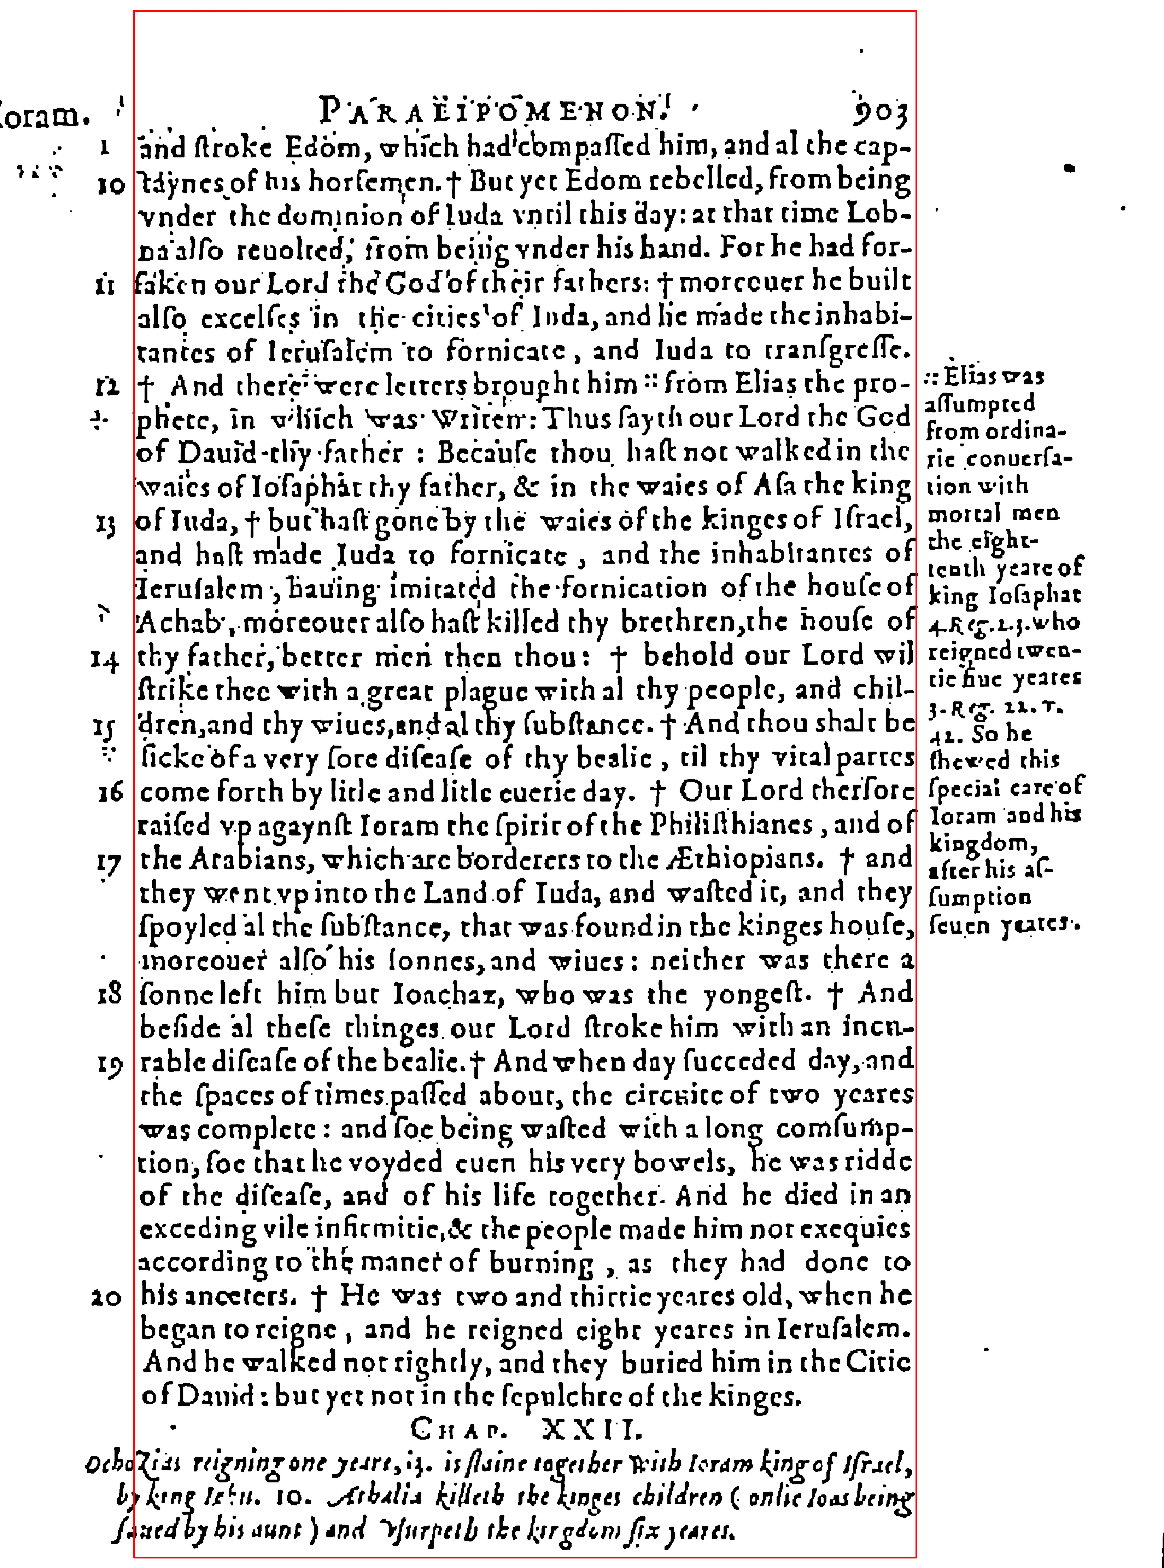 Ioram.
PARALIPOMENON.
903
1 and ſtroke Edom, which had compaſſed him, and al the cap-
10 taynes of his horſemen. † But yet Edom rebelled, from being
vnder the dominion of Iuda vntil this day: at that time Lob-
na alſo reuolted, from being vnder his hand. For he had for-
11 ſaken our Lord the God of their fathers: † moreouer he built
alſo excelſes in the cities of Iuda, and he made the inhabi-
tantes of Ieruſalem to fornicate, and Iuda to tranſgreſſe.
12 † And there were letters brought him :: from Elias the pro-
phete, in which was writen: Thus ſayth our Lord the God
of Dauid thy father : Becauſe thou haſt not walked in the
waies of Ioſaphat thy father, & in the waies of Aſa the king
13 of Iuda, † but haſt gone by the waies of the kinges of Iſrael,
and haſt made Iuda to fornicate, and the inhabitantes of
Ieruſalem, hauing imitated the fornication of the houſe of
Achab, moreouer alſo haſt killed thy brethren, the houſe of
14 thy father, better men then thou: † behold our Lord wil
ſtrike thee with a great plague with al thy people, and chil-
15 dren, and thy wiues, and al thy ſubſtance. † And thou shalt be
ſicke of a very ſore diſeaſe of thy bealie, til thy vital partes
16 come forth by litle and litle euerie day. † Our Lord therfore
raiſed vp agaynſt Ioram the ſpirit of the Philiſthianes, and of
17 the Arabians, which are borderers to the Æthiopians. † and
they went vp into the Land of Iuda, and waſted it, and they
ſpoyled al the ſubſtance, that was found in the kinges houſe,
moreouer alſo his ſonnes, and wiues: neither was there a
18 ſonne left him but Ioachaz, who was the yongeſt. † And
beſide al theſe thinges our Lord ſtroke him with an incu-
19 rable diſeaſe of the bealie. † And when day ſucceded day, and
the ſpaces of times paſſed about, the circuite of two yeares
was complete: and ſoe being waſted with a long comſump-
tion, ſoe that he voyded euen his very bowels, he was ridde
of the diſeaſe, and of his life together. And he died in an
exceding vile infirmitie, & the people made him not exequies
according to the maner of burning, as they had done to
20 his anceters. † He was two and thirtie yeares old, when he
began to reigne, and he reigned eight yeares in Ieruſalem.
And he walked not rightly, and they buried him in the Citie
of Dauid: but yet not in the ſepulchre of the kinges.
CHAP. XXII.
Ochozias reigning one yeare, 3. is ſlaine together with Ioram king of Iſrael,
by king Iehu. 10. Athalia killeth the kinges children (onlie Ioas being
ſaued by his aunt) and vſurpeth the kingdom ſix yeares.
:: Elias was
aſſumpted
from ordina-
rie conuerſa-
tion with
mortal men
the eight-
tenth yeare of
king Ioſaphat
4. Reg. 2. 3. who
reigned twen-
tie fiue yeares
3. Reg. 22. v.
42. So he
shewed this
ſpecial care of
Ioram and his
kingdom,
after his aſ-
ſumption
ſeuen yeares.